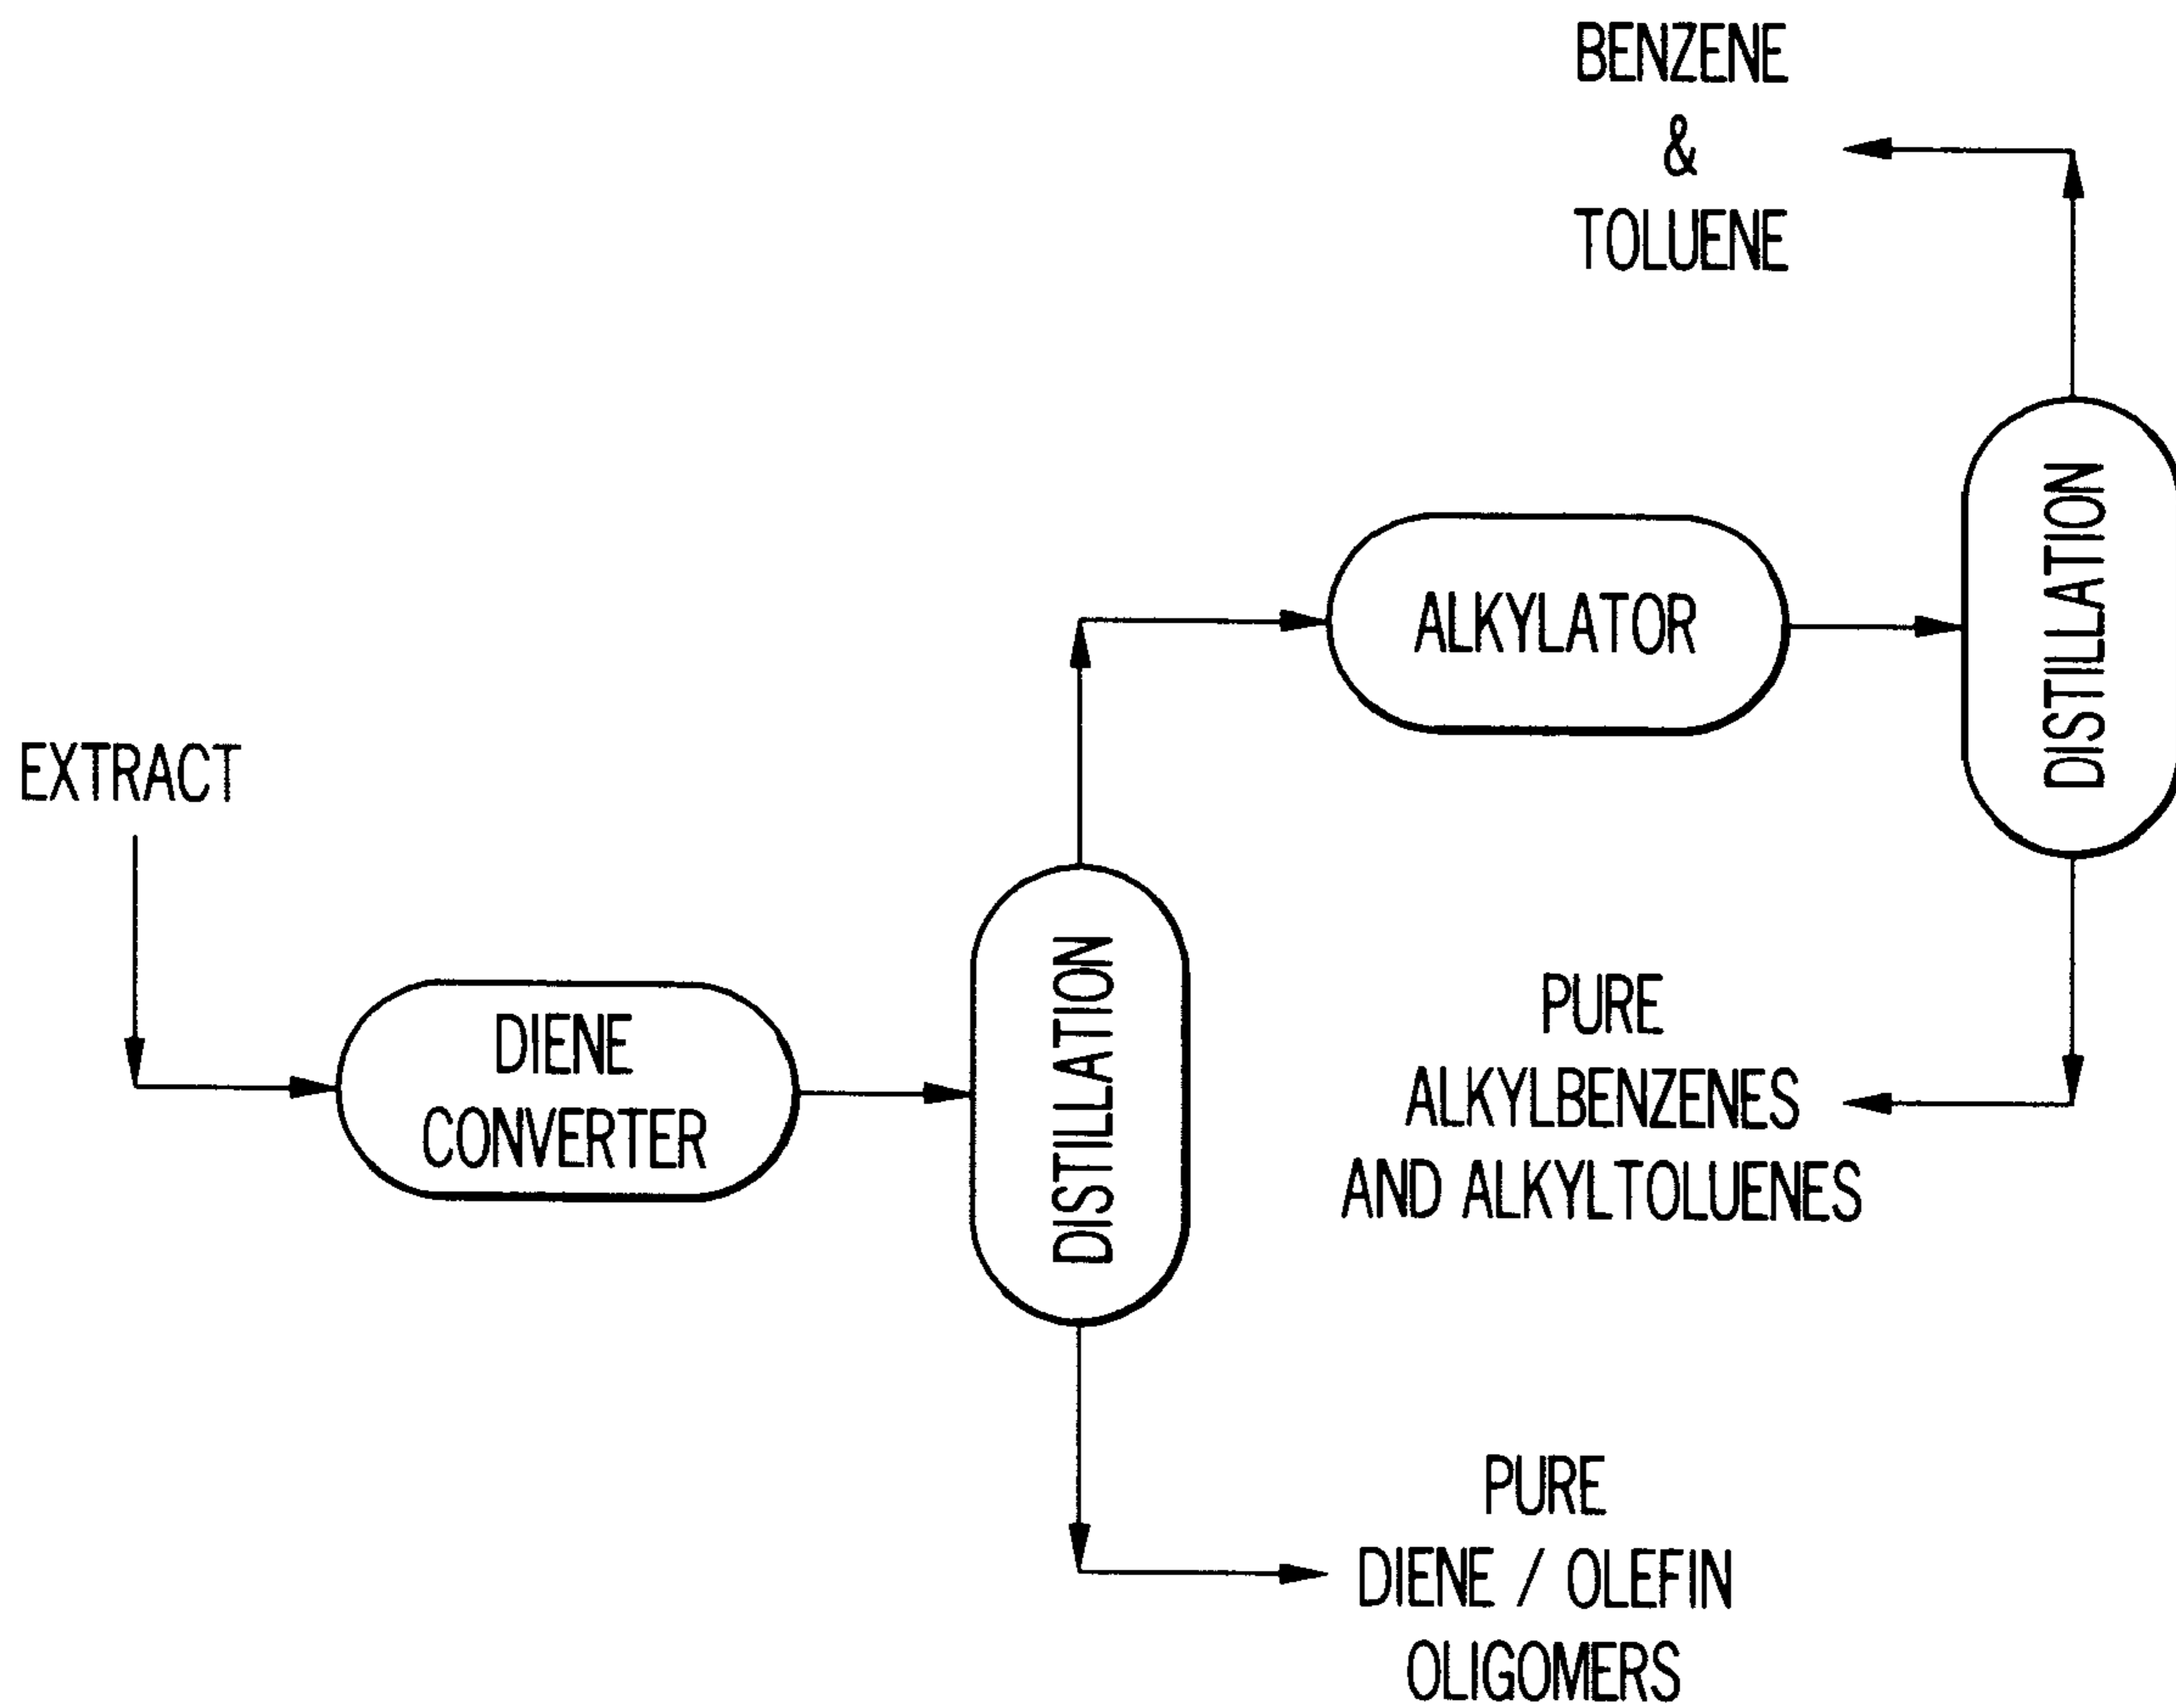 BENZENE
&
TOLUENE
DISTILLATION
ALKYLATOR
EXTRACT
DIENE
CONVERTER
DISTILLATION
PURE
ALKYLBENZENES
AND ALKYLTOLUENES
PURE
DIENE / OLEFIN
OLIGOMERS